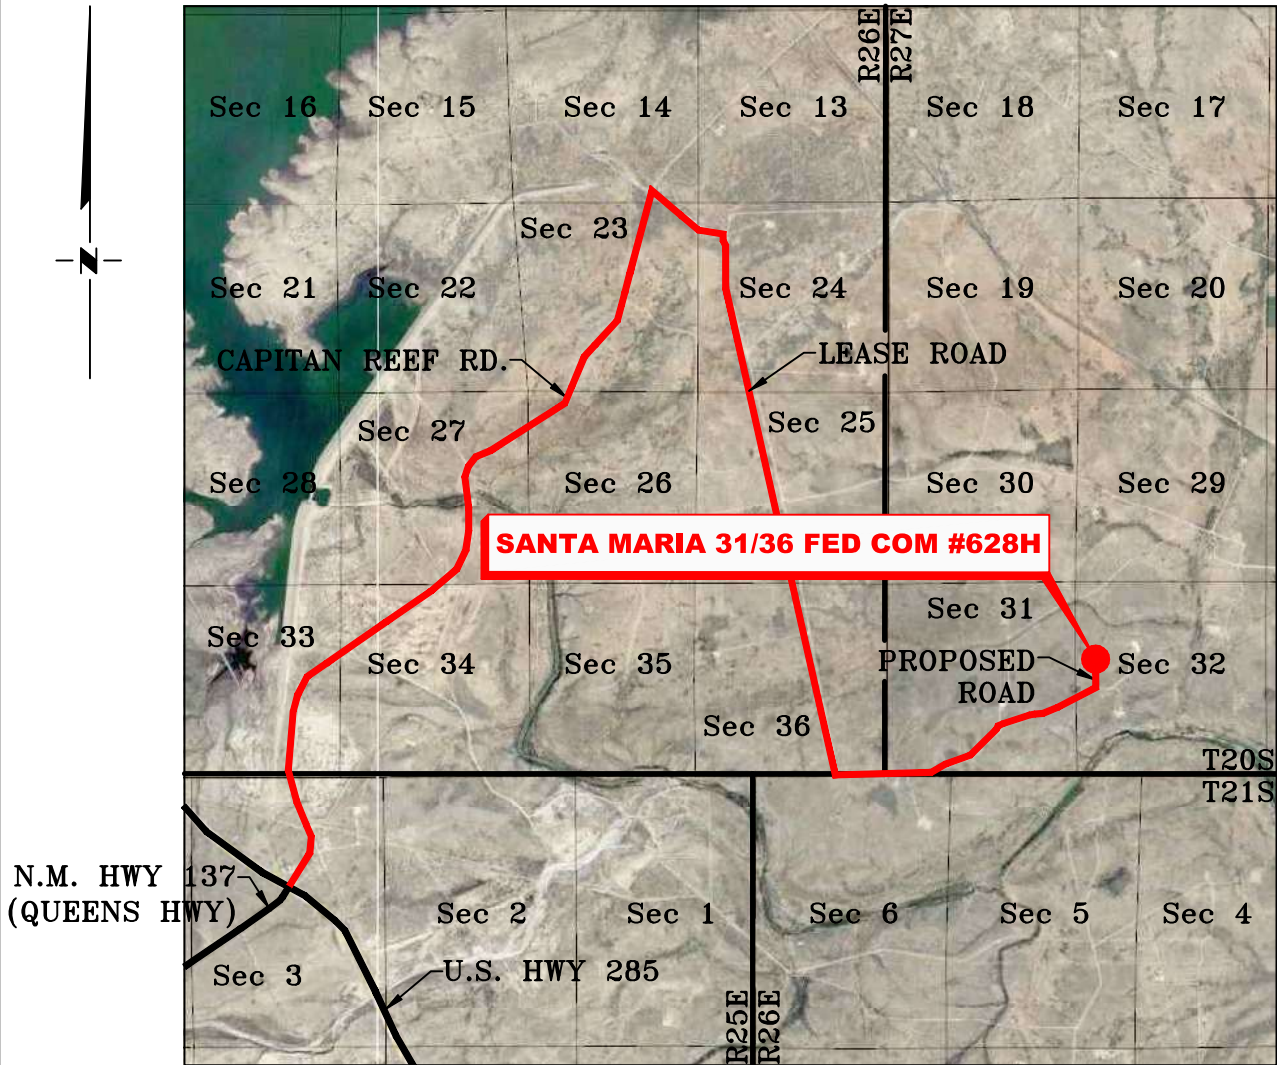 R26E
R27E
Sec 16
Sec 15
Sec 14
Sec 13
Sec 18
Sec 17
Sec 23
N
Sec 21
Sec 22
Sec 24
Sec 19
Sec 20
CAPITAN REEF RD.
LEASE ROAD
Sec 27
Sec 25
Sec 28
Sec 26
Sec 30
Sec 29
SANTA MARIA 31/36 FED COM #628H
Sec 31
Sec 33
Sec 34
Sec 35
PROPOSED
ROAD
Sec 32
Sec 36
T20S
T21S
N.M. HWY 137
(QUEENS HWY)
Sec 2
Sec 1
Sec 6
Sec 5
Sec 4
Sec 3
U.S. HWY 285
R25E
R26E